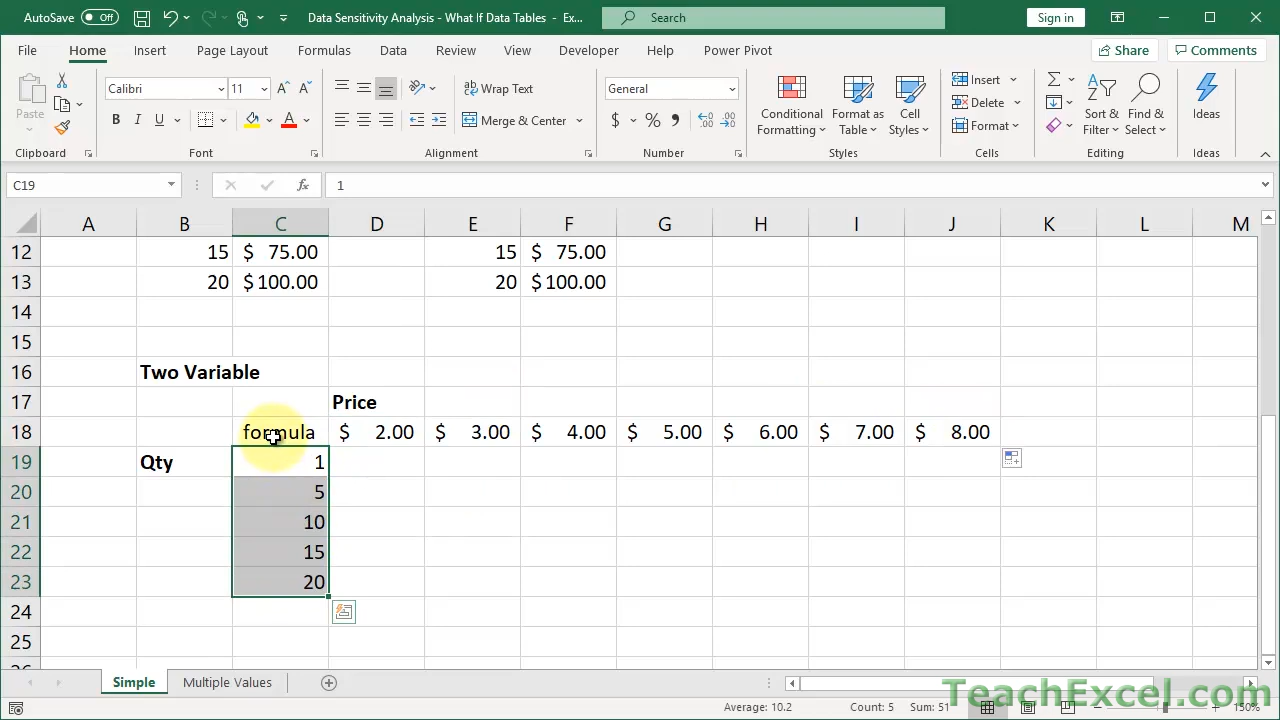 AutoSave Off Data Sensitivity Analysis - What If Data Tables - Ex... Search Sign in
File Home Insert Page Layout Formulas Data Review View Developer Help Power Pivot Share Comments
Paste Calibri 11 A A Wrap Text General Conditional Formatting Format as Table Cell Styles Insert Delete Format Sort & Filter Find & Select Ideas
B I U A Merge & Center $ % 9
Clipboard Font Alignment Number Styles Cells Editing Ideas
C19 fx 1
A B C D E F G H I J K L M
12 15 $ 75.00 15 $ 75.00
13 20 $ 100.00 20 $ 100.00
14
15
16 Two Variable
17 Price
18 formula $ 2.00 $ 3.00 $ 4.00 $ 5.00 $ 6.00 $ 7.00 $ 8.00
19 Qty 1
20 5
21 10
22 15
23 20
24
25
Simple Multiple Values
Average: 10.2 Count: 5 Sum: 51 150%
TeachExcel.com